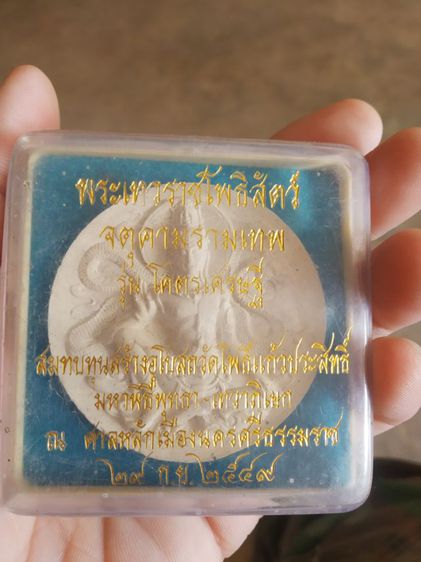 พระเทวราชโพธิสัตว์
จตุคามรามเทพ
รุ่น โคตรเศรษฐี
สมทบทุนสร้างอุโบสถวัดโพธิ์แก้วประสิทธิ์
มหาพิธีพุทธา-เทวาภิเษก
ณ ศาลหลักเมืองนครศรีธรรมราช
๒๙ ก.ย. ๒๕๔๙